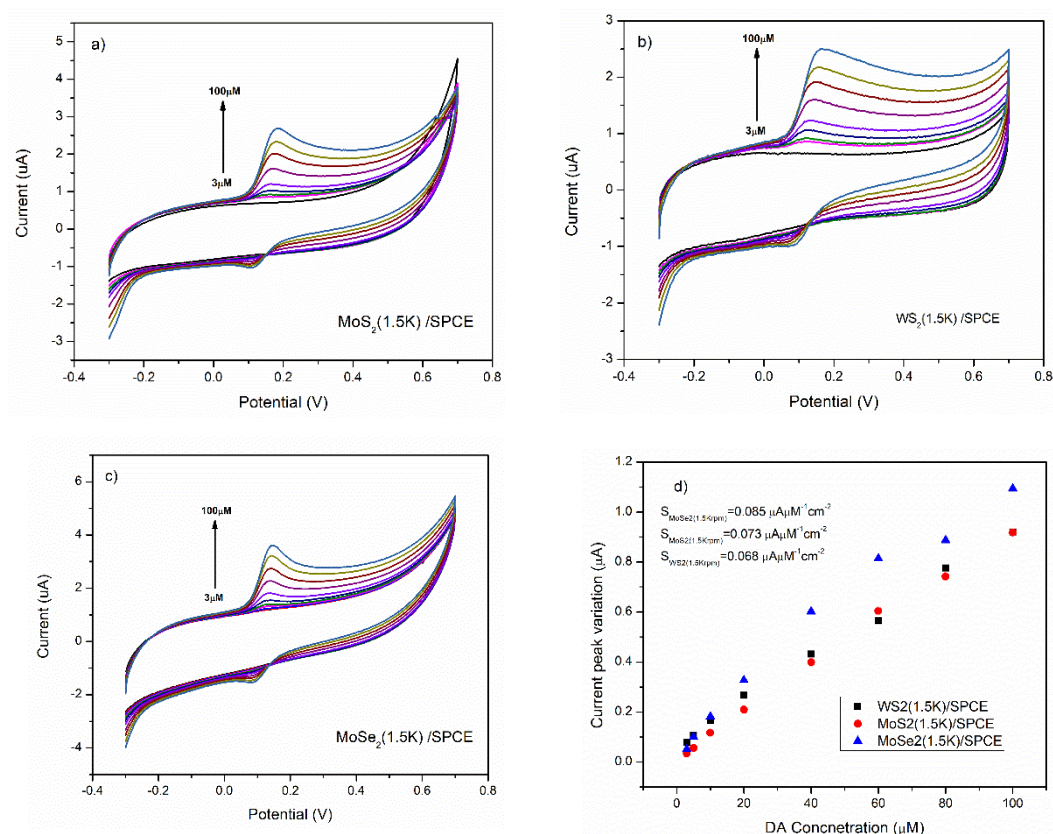 a)
100μM
3μM
MoS2(1.5K) /SPCE
Current (uA)
5
4
3
2
1
0
-1
-2
-3
-0.4 -0.2 0.0 0.2 0.4 0.6 0.8
Potential (V)
b)
100μM
3μM
WS2(1.5K) /SPCE
Current (uA)
3
2
1
0
-1
-2
-3
-0.4 -0.2 0.0 0.2 0.4 0.6 0.8
Potential (V)
c)
100μM
3μM
MoSe2(1.5K) /SPCE
Current (uA)
6
4
2
0
-2
-4
-0.4 -0.2 0.0 0.2 0.4 0.6 0.8
Potential (V)
d)
SMoSe2(1.5Krpm)=0.085 μAμM-1cm-2
SMoS2(1.5Krpm)=0.073 μAμM-1cm-2
SWS2(1.5Krpm)=0.068 μAμM-1cm-2
WS2(1.5K)/SPCE
MoS2(1.5K)/SPCE
MoSe2(1.5K)/SPCE
Current peak variation (μA)
1.2
1.0
0.8
0.6
0.4
0.2
0.0
0 20 40 60 80 100
DA Concnetration (μM)